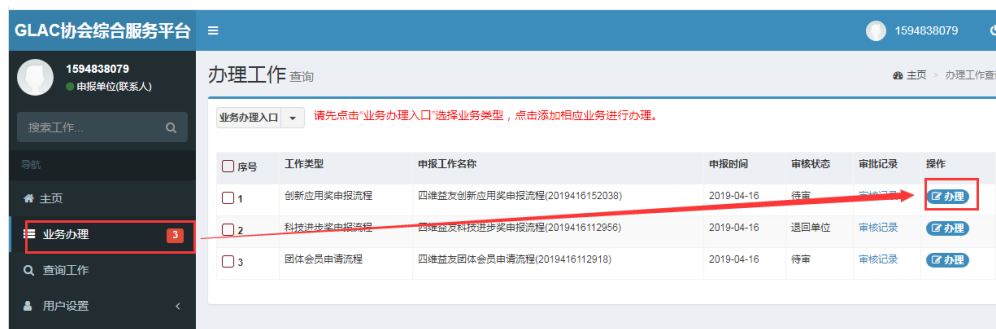 GLAC协会综合服务平台
1594838079
1594838079
申报单位(联系人)
办理工作 查询
主页 > 办理工作查
搜索工作...
业务办理入口 请先点击“业务办理入口”选择业务类型，点击添加相应业务进行办理。
导航
序号 工作类型 申报工作名称 申报时间 审核状态 审批记录 操作
主页
1 创新应用奖申报流程 四维益友创新应用奖申报流程(2019416152038) 2019-04-16 待审 审核记录 办理
业务办理 3
2 科技进步奖申报流程 四维益友科技进步奖申报流程(2019416112956) 2019-04-16 退回单位 审核记录 办理
查询工作
3 团体会员申请流程 四维益友团体会员申请流程(2019416112918) 2019-04-16 待审 审核记录 办理
用户设置